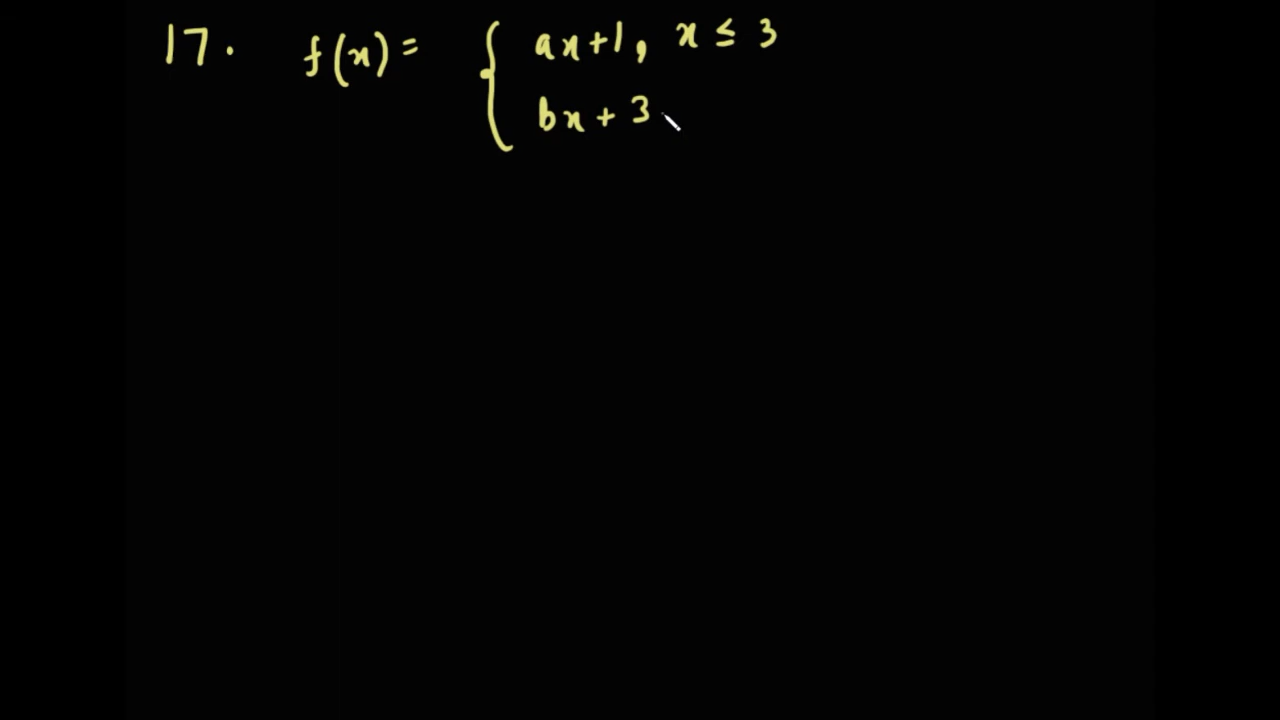 17. f(x) = { ax+1, x ≤ 3
bx + 3